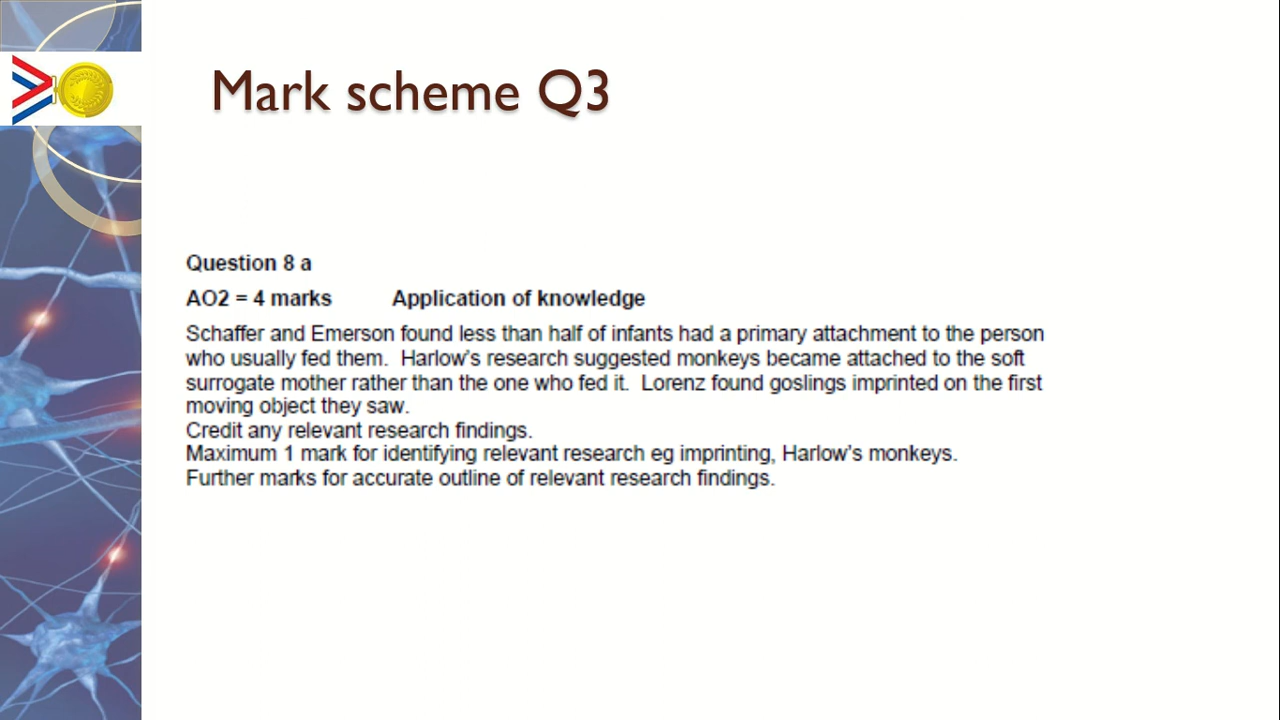 Mark scheme Q3
Question 8 a
AO2 = 4 marks Application of knowledge
Schaffer and Emerson found less than half of infants had a primary attachment to the person
who usually fed them. Harlow's research suggested monkeys became attached to the soft
surrogate mother rather than the one who fed it. Lorenz found goslings imprinted on the first
moving object they saw.
Credit any relevant research findings.
Maximum 1 mark for identifying relevant research eg imprinting, Harlow's monkeys.
Further marks for accurate outline of relevant research findings.